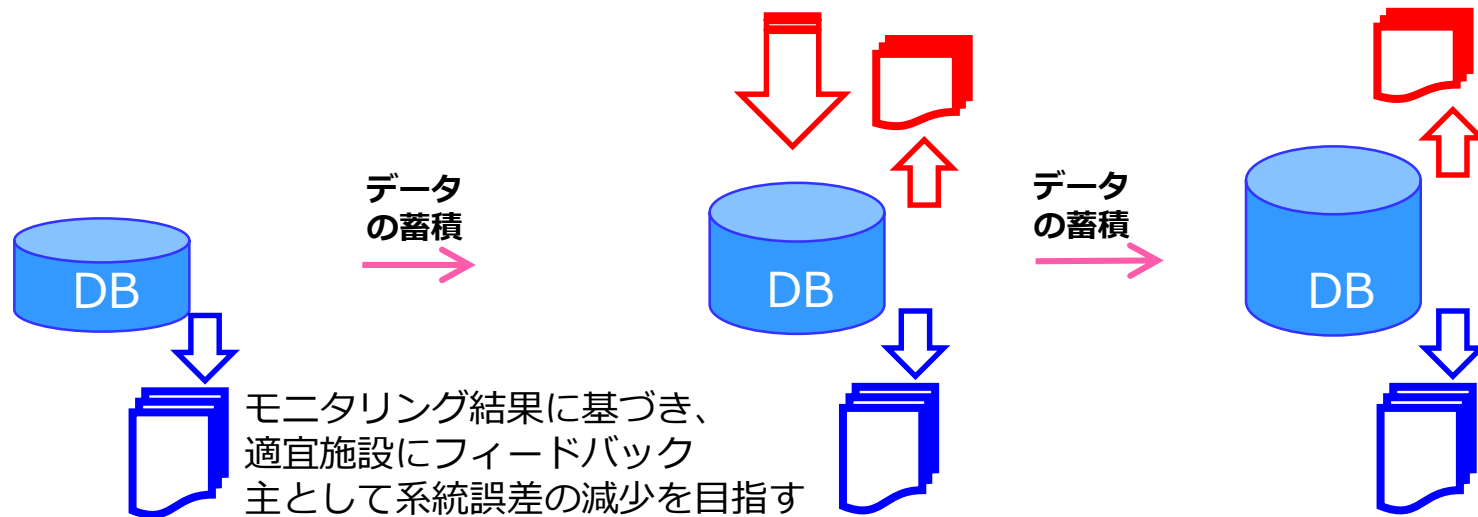 データ
の蓄積
データ
の蓄積
DB
DB
DB
モニタリング結果に基づき、
適宜施設にフィードバック
主として系統誤差の減少を目指す